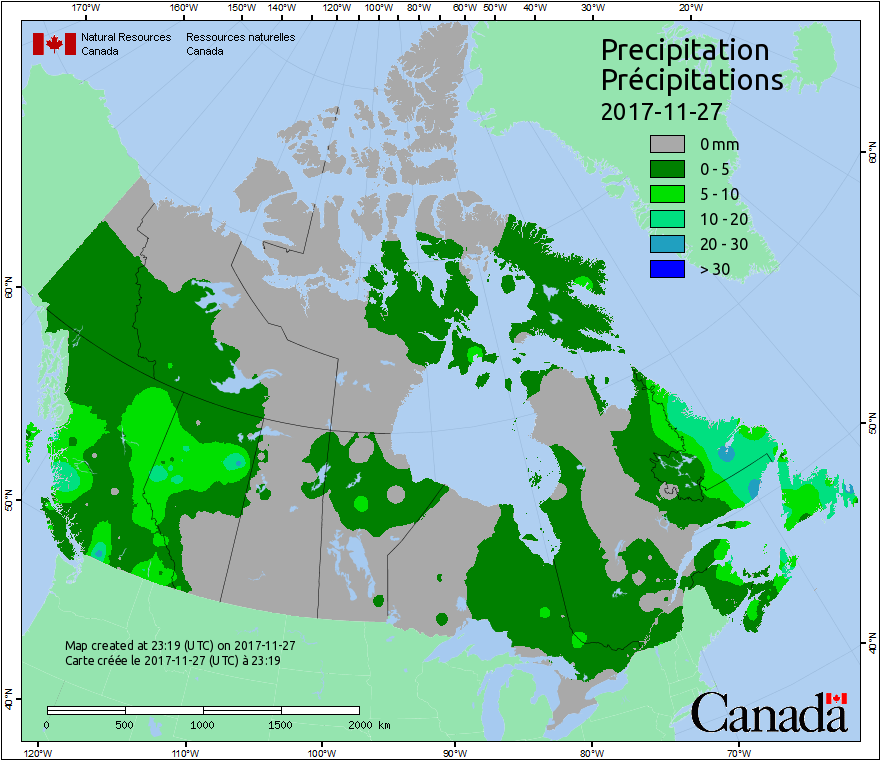 170°W 160°W 150°W 140°W 130°W 120°W 110°W 100°W 90°W 80°W 60°W 50°W 40°W 30°W 20°W
Natural Resources Canada
Ressources naturelles Canada
Precipitation
Précipitations
2017-11-27
0 mm
0 - 5
5 - 10
10 - 20
20 - 30
> 30
60°N
50°N
40°N
60°N
50°N
40°N
Map created at 23:19 (UTC) on 2017-11-27
Carte créée le 2017-11-27 (UTC) à 23:19
0 500 1000 1500 2000 km
Canada
120°W 110°W 100°W 90°W 80°W 70°W